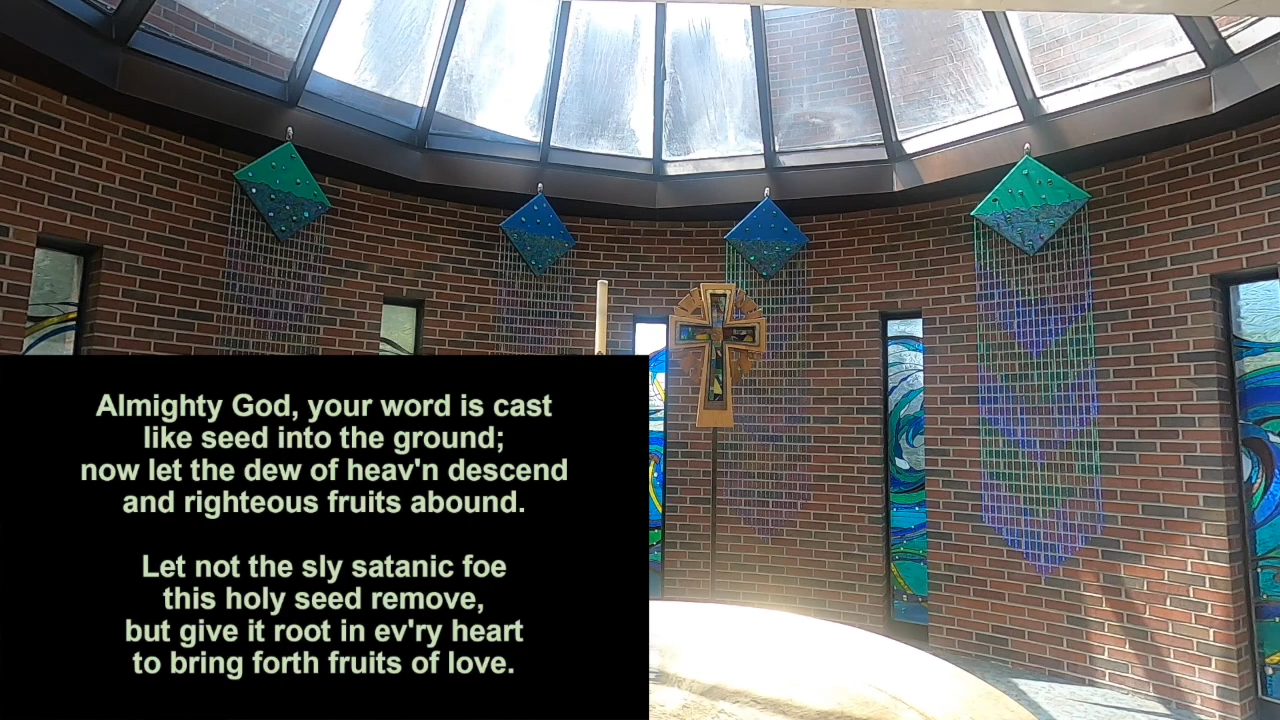 Almighty God, your word is cast
like seed into the ground;
now let the dew of heav'n descend
and righteous fruits abound.
Let not the sly satanic foe
this holy seed remove,
but give it root in ev'ry heart
to bring forth fruits of love.